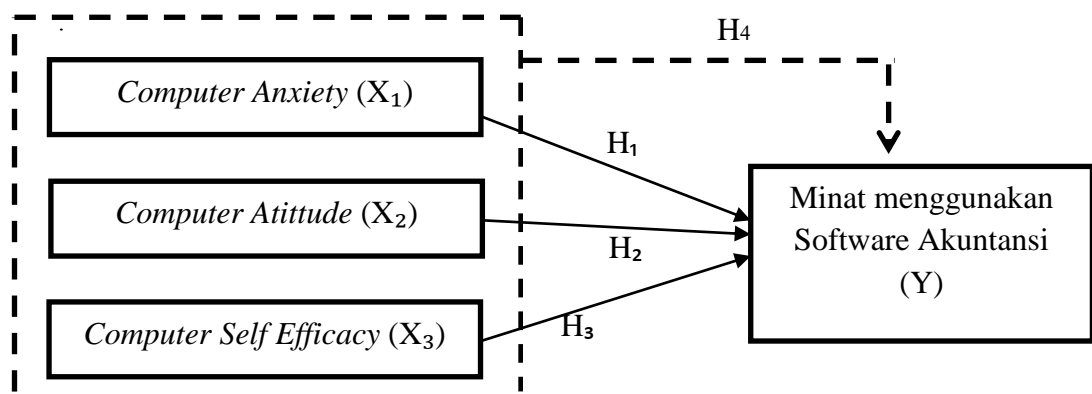 H4
Computer Anxiety (X₁)
H₁
Computer Atittude (X₂)
H₂
Computer Self Efficacy (X₃)
H₃
Minat menggunakan
Software Akuntansi
(Y)